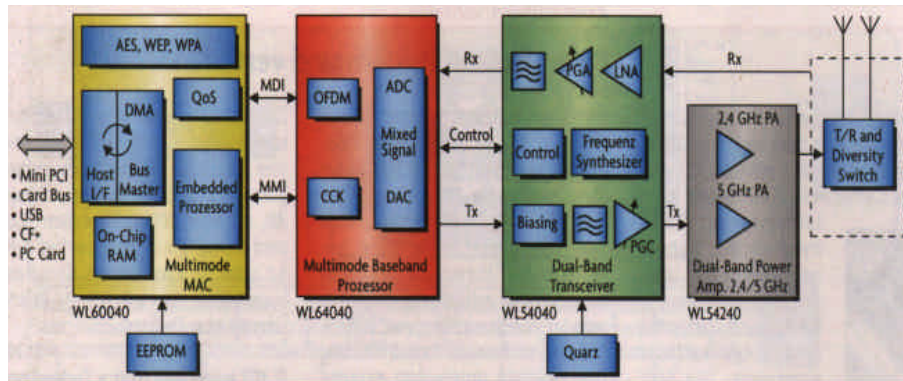 AES, WEP, WPA
DMA
Host
I/F
Bus
Master
QoS
Embedded
Prozessor
On-Chip
RAM
Multimode
MAC
WL60040
EEPROM
• Mini PCI
• Card Bus
• USB
• CF+
• PC Card
MDI
MMI
OFDM
CCK
ADC
Mixed
Signal
DAC
Multimode Baseband
Prozessor
WL64040
Rx
Control
Tx
PGA
LNA
Control
Frequenz
Synthesizer
Biasing
PGC
Dual-Band
Transceiver
WL54040
Quarz
Rx
Tx
2,4 GHz PA
5 GHz PA
Dual-Band Power
Amp. 2,4/5 GHz
WL54240
T/R and
Diversity
Switch